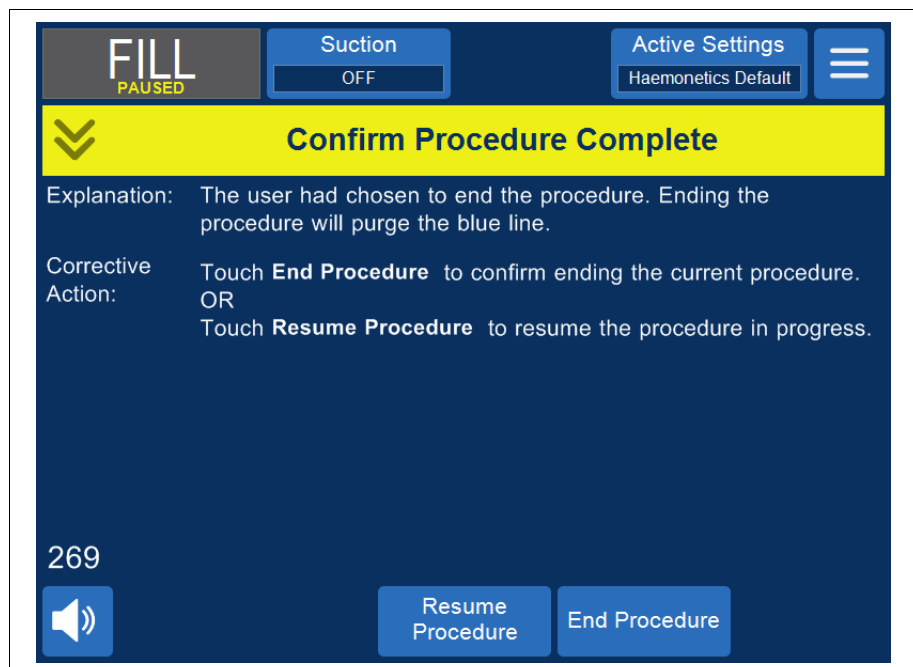 FILL
PAUSED
Suction
OFF
Active Settings
Haemonetics Default
Confirm Procedure Complete
Explanation:
The user had chosen to end the procedure. Ending the
procedure will purge the blue line.
Corrective
Action:
Touch End Procedure to confirm ending the current procedure.
OR
Touch Resume Procedure to resume the procedure in progress.
269
Resume
Procedure
End Procedure